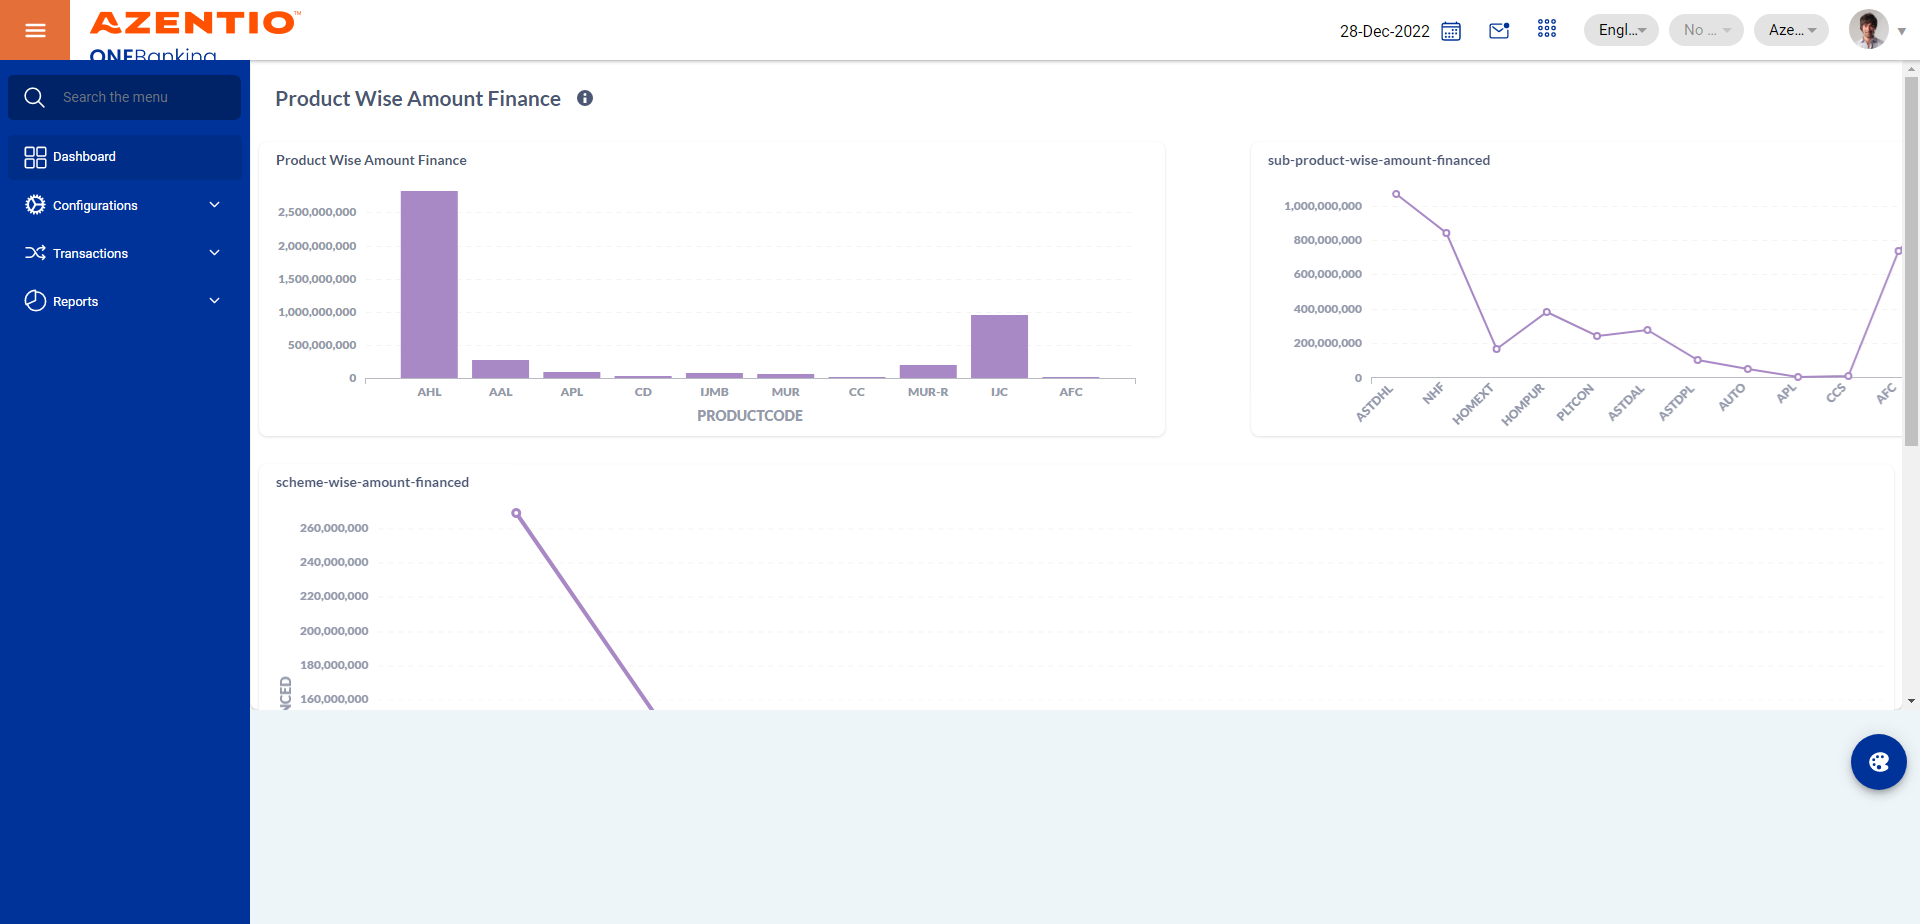 AZENTIO™
ONEBanking
28-Dec-2022
Engl...
No ...
Aze...
Search the menu
Dashboard
Configurations
Transactions
Reports
Product Wise Amount Finance
Product Wise Amount Finance
2,500,000,000
2,000,000,000
1,500,000,000
1,000,000,000
500,000,000
0
AHL AAL APL CD IJMB MUR CC MUR-R IJC AFC
PRODUCTCODE
sub-product-wise-amount-financed
1,000,000,000
800,000,000
600,000,000
400,000,000
200,000,000
0
ASTDHL NHF HOMEXT HOMPUR PLTCON ASTDAL ASTDPL AUTO APL CCS AFC
scheme-wise-amount-financed
260,000,000
240,000,000
220,000,000
200,000,000
180,000,000
160,000,000
NCED